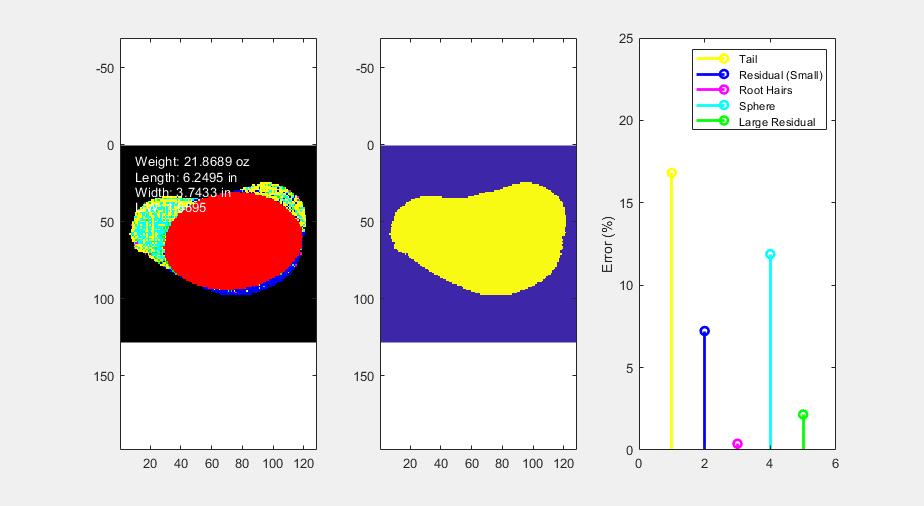 Weight: 21.8689 oz
Length: 6.2495 in
Width: 3.7433 in
-50
0
50
100
150
20 40 60 80 100 120
-50
0
50
100
150
20 40 60 80 100 120
Error (%)
25
20
15
10
5
0
0 2 4 6
Tail
Residual (Small)
Root Hairs
Sphere
Large Residual